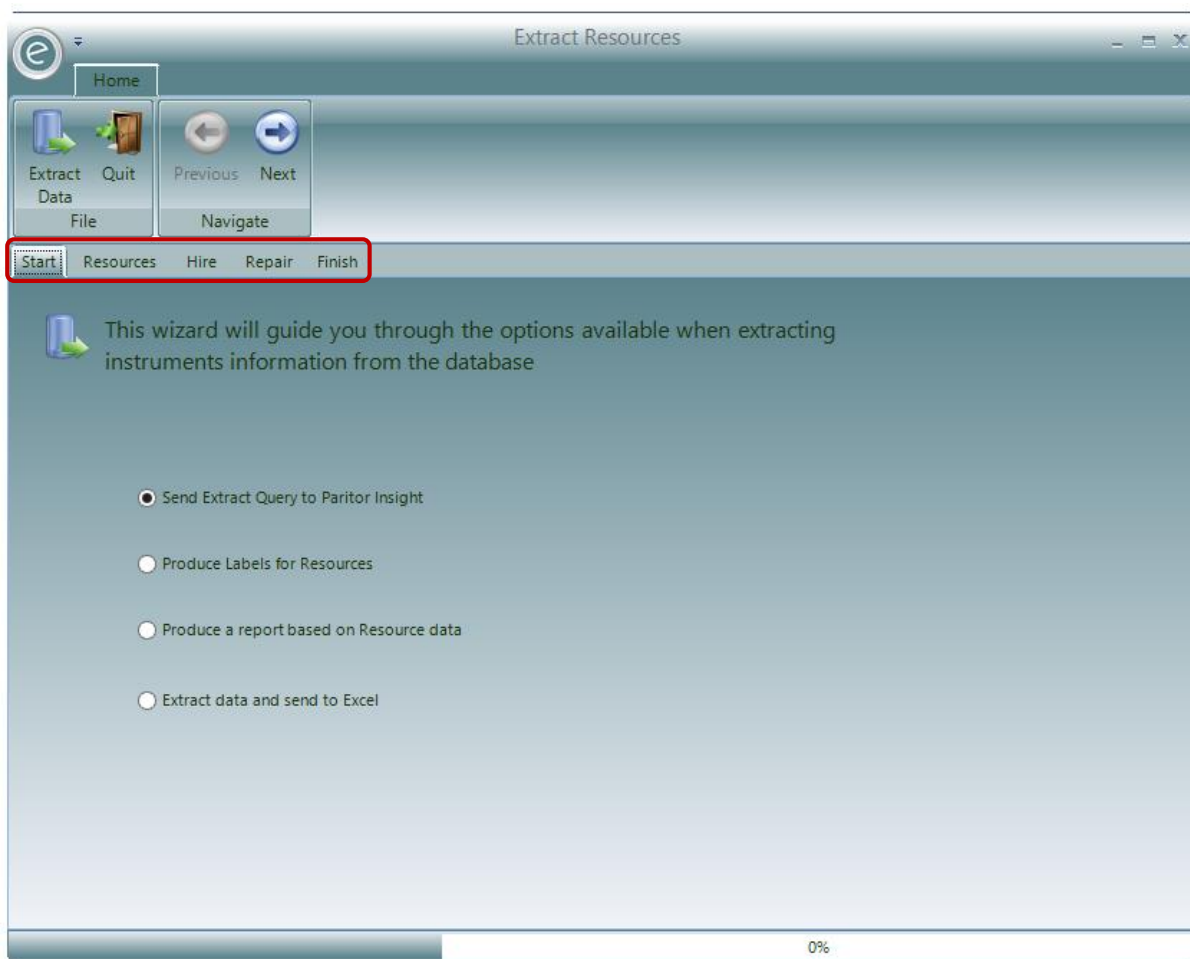 e
Extract Resources
Home
Extract Data
Quit
Previous
Next
File
Navigate
Start Resources Hire Repair Finish
This wizard will guide you through the options available when extracting
instruments information from the database
Send Extract Query to Paritor Insight
Produce Labels for Resources
Produce a report based on Resource data
Extract data and send to Excel
0%